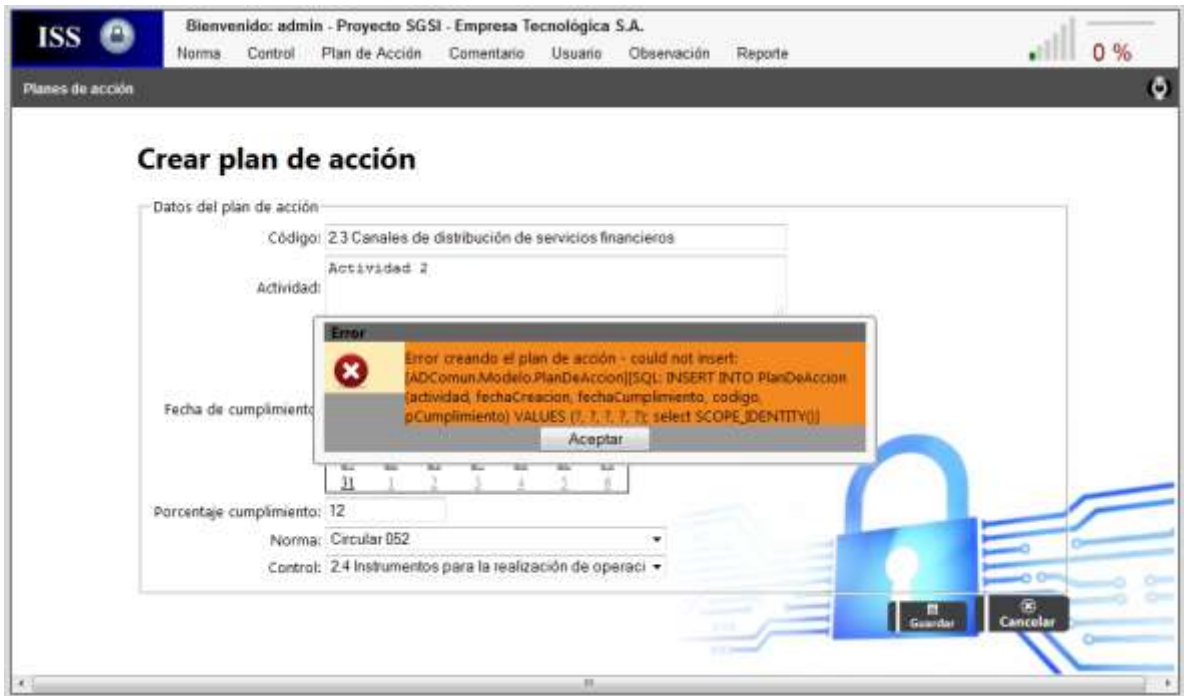 ISS
Bienvenido: admin - Proyecto SGSI - Empresa Tecnológica S.A.
Norma Control Plan de Acción Comentario Usuario Observación Reporte
0 %
Planes de acción
Crear plan de acción
Datos del plan de acción
Código: 2.3 Canales de distribución de servicios financieros
Actividad: Actividad 2
Error
Error creando el plan de acción - could not insert:
[ADComun.Modelo.PlanDeAccion][SQL: INSERT INTO PlanDeAccion
(actividad, fechaCreacion, fechaCumplimiento, codigo,
pCumplimiento) VALUES (?, ?, ?, ?, ?); select SCOPE_IDENTITY()]
Aceptar
Fecha de cumplimiento
31 1 2 3 4 5 6
Porcentaje cumplimiento: 12
Norma: Circular 052
Control: 2.4 Instrumentos para la realización de operaci
Guardar Cancelar